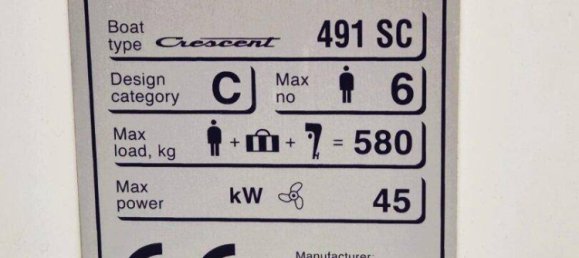 Boat type Crescent 491 SC
Design category C Max no 6
Max load, kg + + = 580
Max power kW 45
CE Manufacturer: